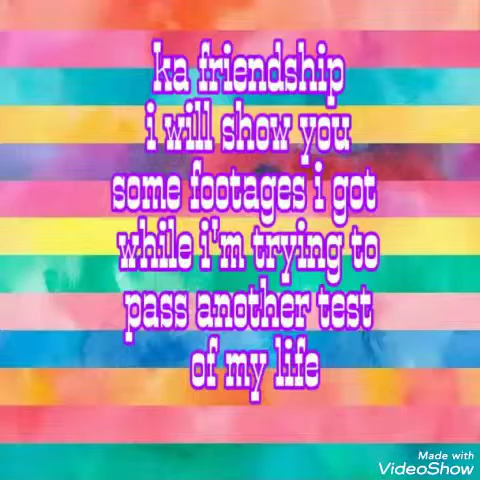 ka friendship
i will show you
some footages i got
while i'm trying to
pass another test
of my life
Made with
VideoShow